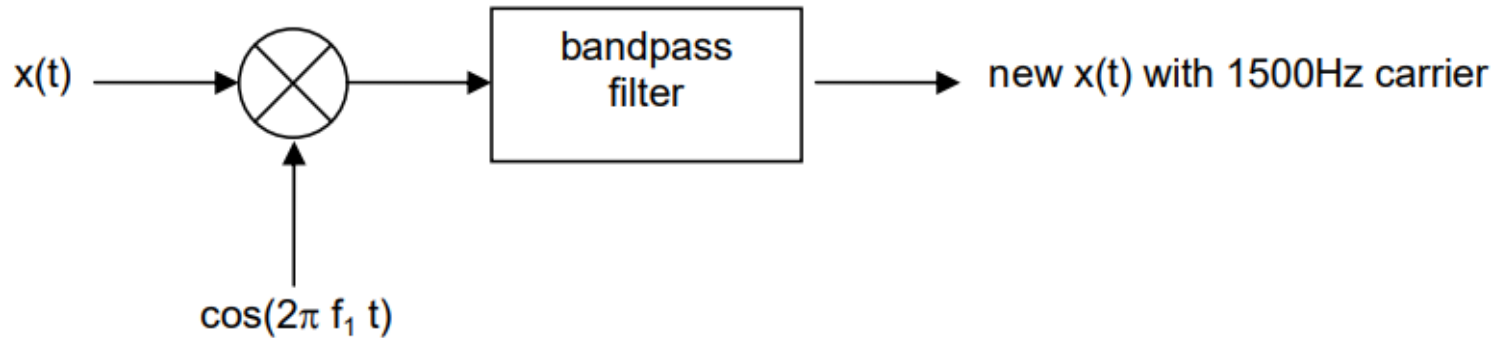 x(t)
bandpass
filter
new x(t) with 1500Hz carrier
cos(2π f₁ t)